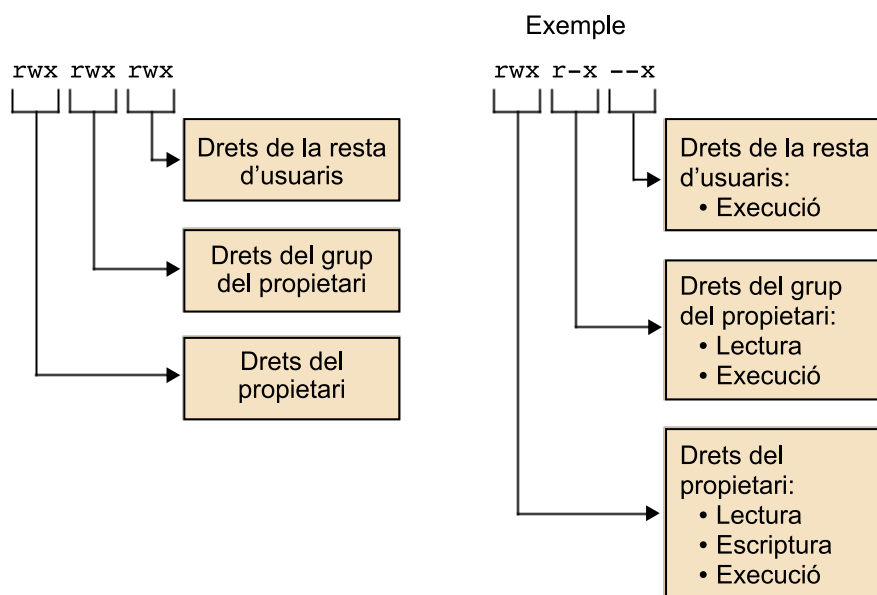 rwx rwx rwx
Drets de la resta
d'usuaris
Drets del grup
del propietari
Drets del
propietari
Exemple
rwx r-x --x
Drets de la resta
d'usuaris:
• Execució
Drets del grup
del propietari:
• Lectura
• Execució
Drets del
propietari:
• Lectura
• Escriptura
• Execució